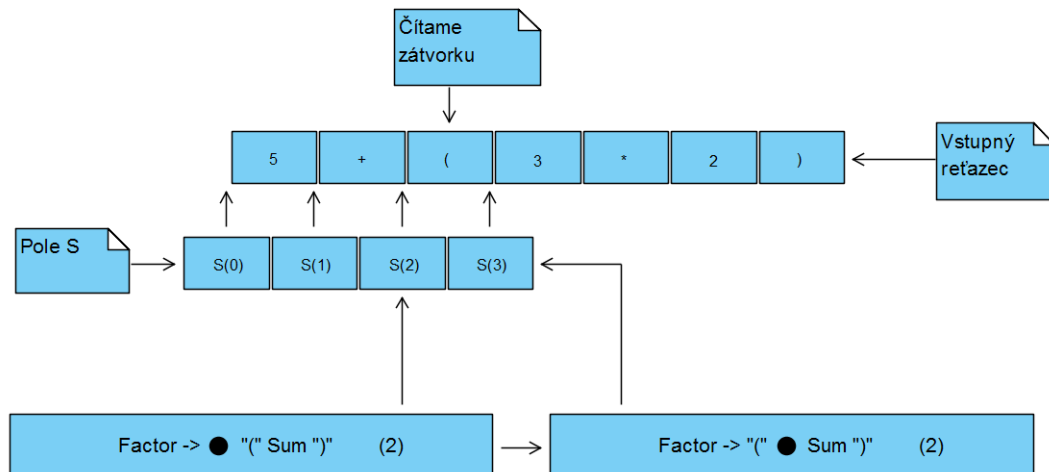 Čítame
zátvorku
5 + ( 3 * 2 )
Vstupný
reťazec
Pole S
S(0) S(1) S(2) S(3)
Factor -> ● "(" Sum ")" (2)
Factor -> "(" ● Sum ")" (2)